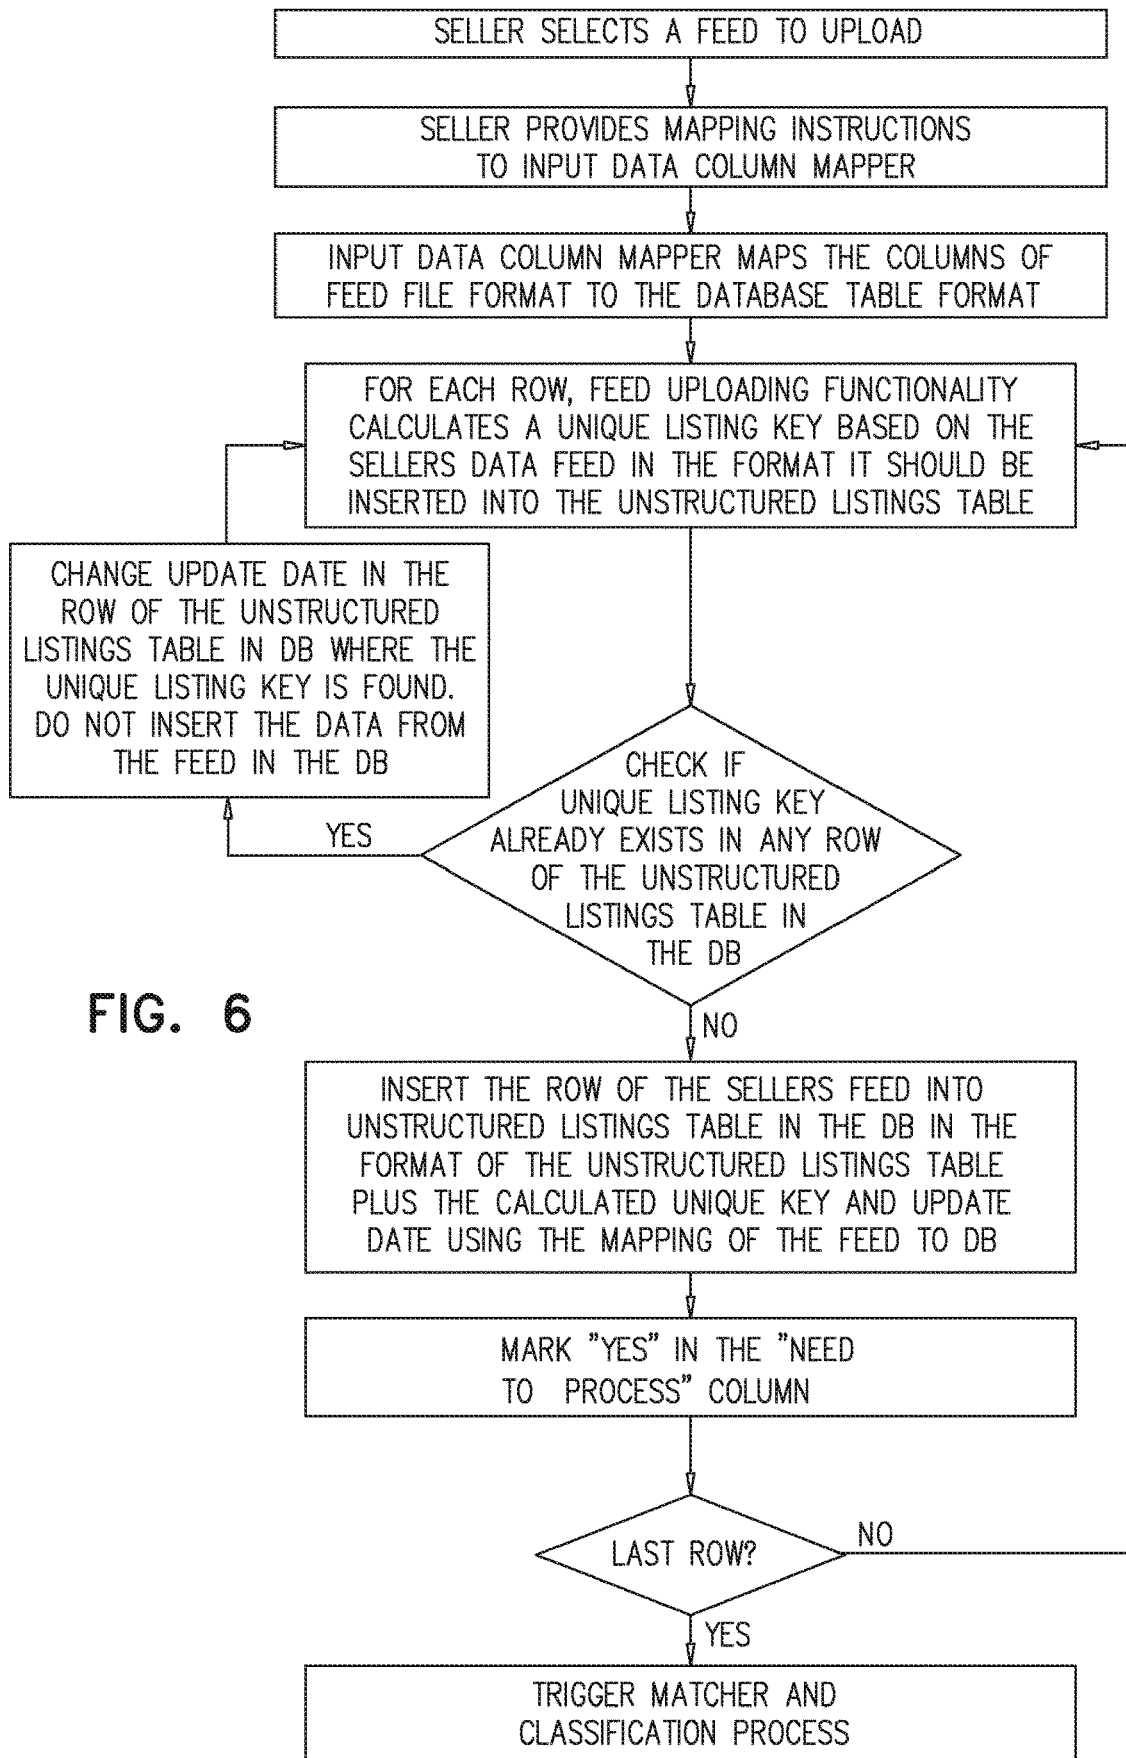 SELLER SELECTS A FEED TO UPLOAD
SELLER PROVIDES MAPPING INSTRUCTIONS
TO INPUT DATA COLUMN MAPPER
INPUT DATA COLUMN MAPPER MAPS THE COLUMNS OF
FEED FILE FORMAT TO THE DATABASE TABLE FORMAT
FOR EACH ROW, FEED UPLOADING FUNCTIONALITY
CALCULATES A UNIQUE LISTING KEY BASED ON THE
SELLERS DATA FEED IN THE FORMAT IT SHOULD BE
INSERTED INTO THE UNSTRUCTURED LISTINGS TABLE
CHANGE UPDATE DATE IN THE
ROW OF THE UNSTRUCTURED
LISTINGS TABLE IN DB WHERE THE
UNIQUE LISTING KEY IS FOUND.
DO NOT INSERT THE DATA FROM
THE FEED IN THE DB
CHECK IF
UNIQUE LISTING KEY
ALREADY EXISTS IN ANY ROW
OF THE UNSTRUCTURED
LISTINGS TABLE IN
THE DB
YES
FIG. 6
NO
INSERT THE ROW OF THE SELLERS FEED INTO
UNSTRUCTURED LISTINGS TABLE IN THE DB IN THE
FORMAT OF THE UNSTRUCTURED LISTINGS TABLE
PLUS THE CALCULATED UNIQUE KEY AND UPDATE
DATE USING THE MAPPING OF THE FEED TO DB
MARK "YES" IN THE "NEED
TO PROCESS" COLUMN
LAST ROW?
NO
YES
TRIGGER MATCHER AND
CLASSIFICATION PROCESS